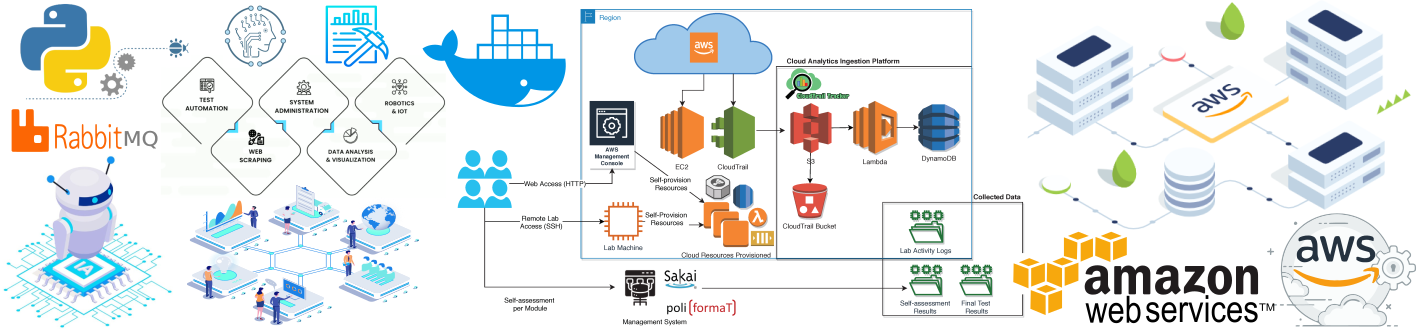 RabbitMQ
TEST
AUTOMATION
SYSTEM
ADMINISTRATION
ROBOTICS
& IOT
WEB
SCRAPING
DATA ANALYSIS
& VISUALIZATION
Region
aws
Cloud Analytics Ingestion Platform
CloudTrail Tracker
AWS
Management
Console
EC2
CloudTrail
S3
Lambda
DynamoDB
Web Access (HTTP)
Self-provision
Resources
Remote Lab
Access (SSH)
Self-Provision
Resources
Lab Machine
Cloud Resources Provisioned
CloudTrail Bucket
Collected Data
Lab Activity Logs
Self-assessment
per Module
Sakai
poli[formaT]
Management System
Self-assessment
Results
Final Test
Results
aws
amazon
webservices™
aws